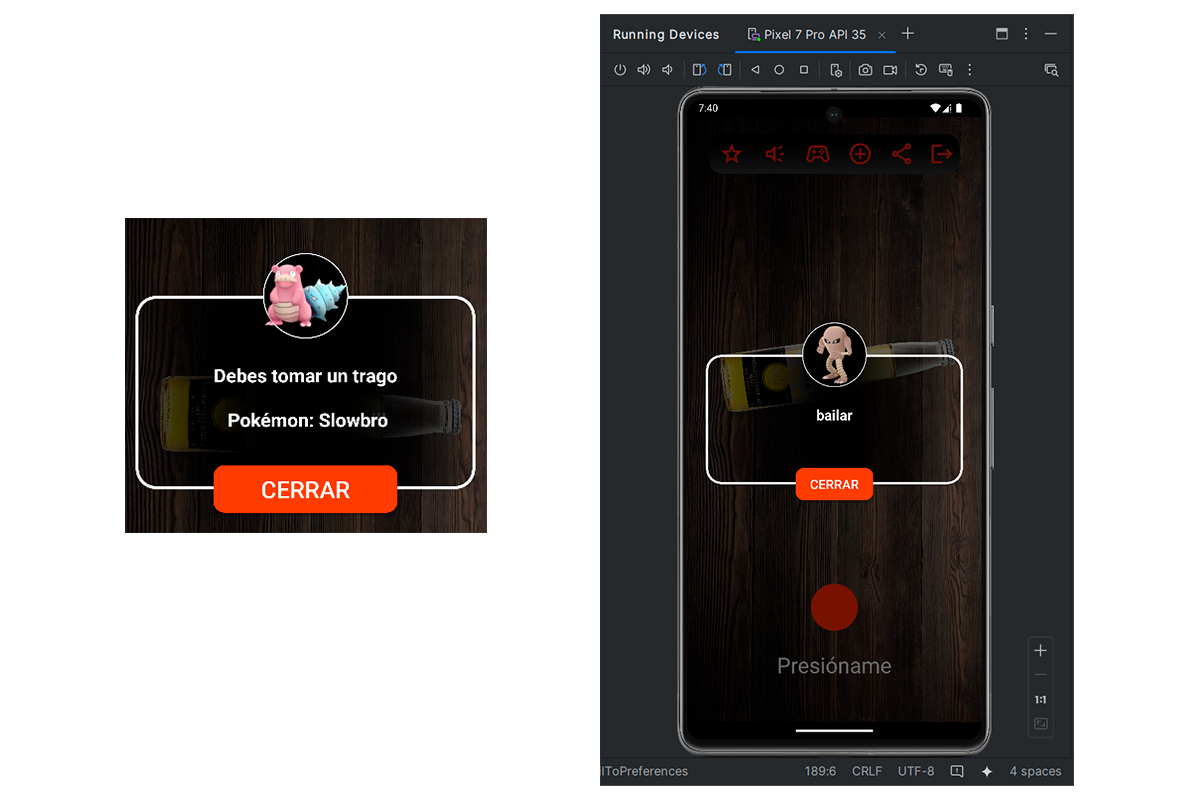 Debes tomar un trago
Pokémon: Slowbro
CERRAR
Running Devices
Pixel 7 Pro API 35
7:40
bailar
CERRAR
Presióname
1:1
lToPreferences
189:6 CRLF UTF-8 4 spaces